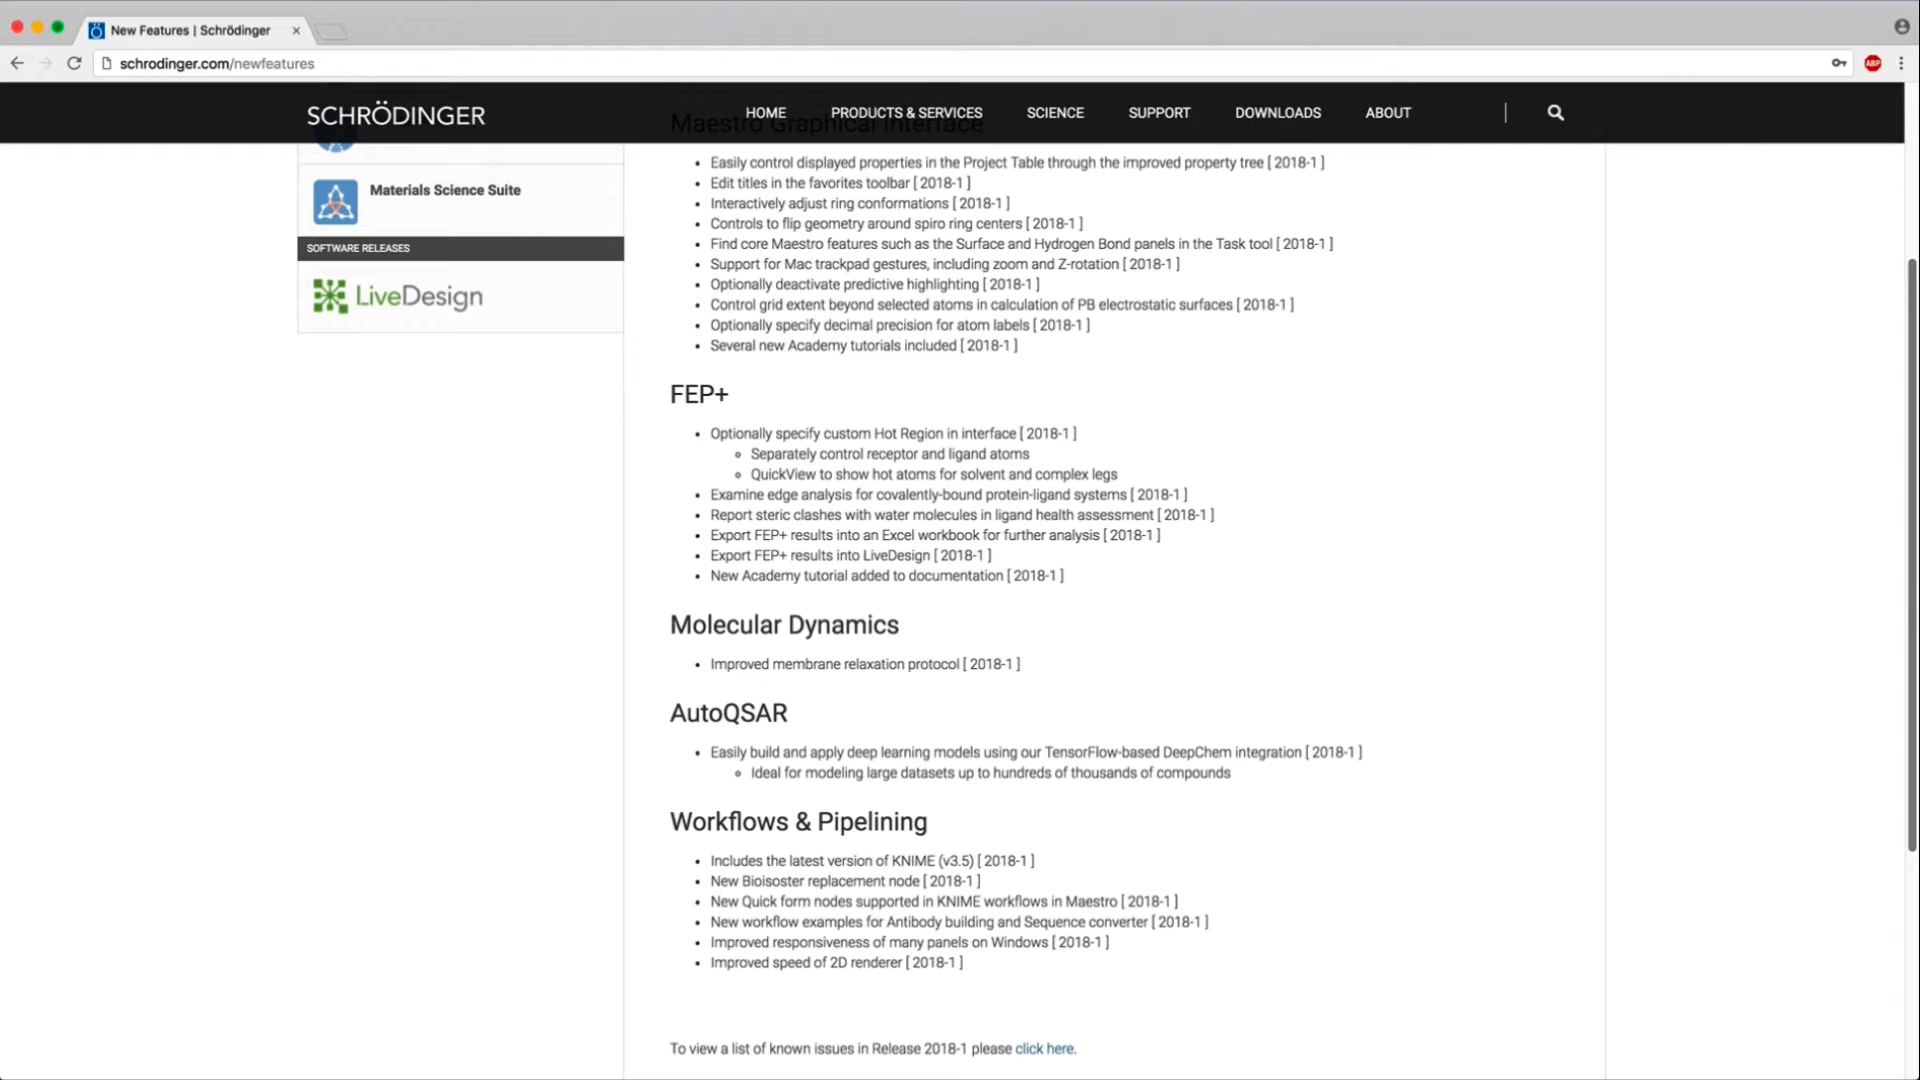 New Features | Schrödinger
schrodinger.com/newfeatures
ABP
SCHRÖDINGER
HOME
PRODUCTS & SERVICES
SCIENCE
SUPPORT
DOWNLOADS
ABOUT
Materials Science Suite
SOFTWARE RELEASES
LiveDesign
Maestro Graphical Interface
• Easily control displayed properties in the Project Table through the improved property tree [ 2018-1 ]
• Edit titles in the favorites toolbar [ 2018-1 ]
• Interactively adjust ring conformations [ 2018-1 ]
• Controls to flip geometry around spiro ring centers [ 2018-1 ]
• Find core Maestro features such as the Surface and Hydrogen Bond panels in the Task tool [ 2018-1 ]
• Support for Mac trackpad gestures, including zoom and Z-rotation [ 2018-1 ]
• Optionally deactivate predictive highlighting [ 2018-1 ]
• Control grid extent beyond selected atoms in calculation of PB electrostatic surfaces [ 2018-1 ]
• Optionally specify decimal precision for atom labels [ 2018-1 ]
• Several new Academy tutorials included [ 2018-1 ]
FEP+
• Optionally specify custom Hot Region in interface [ 2018-1 ]
Separately control receptor and ligand atoms
QuickView to show hot atoms for solvent and complex legs
• Examine edge analysis for covalently-bound protein-ligand systems [ 2018-1 ]
• Report steric clashes with water molecules in ligand health assessment [ 2018-1 ]
• Export FEP+ results into an Excel workbook for further analysis [ 2018-1 ]
• Export FEP+ results into LiveDesign [ 2018-1 ]
• New Academy tutorial added to documentation [ 2018-1 ]
Molecular Dynamics
• Improved membrane relaxation protocol [ 2018-1 ]
AutoQSAR
• Easily build and apply deep learning models using our TensorFlow-based DeepChem integration [ 2018-1 ]
Ideal for modeling large datasets up to hundreds of thousands of compounds
Workflows & Pipelining
• Includes the latest version of KNIME (v3.5) [ 2018-1 ]
• New Bioisoster replacement node [ 2018-1 ]
• New Quick form nodes supported in KNIME workflows in Maestro [ 2018-1 ]
• New workflow examples for Antibody building and Sequence converter [ 2018-1 ]
• Improved responsiveness of many panels on Windows [ 2018-1 ]
• Improved speed of 2D renderer [ 2018-1 ]
To view a list of known issues in Release 2018-1 please click here.